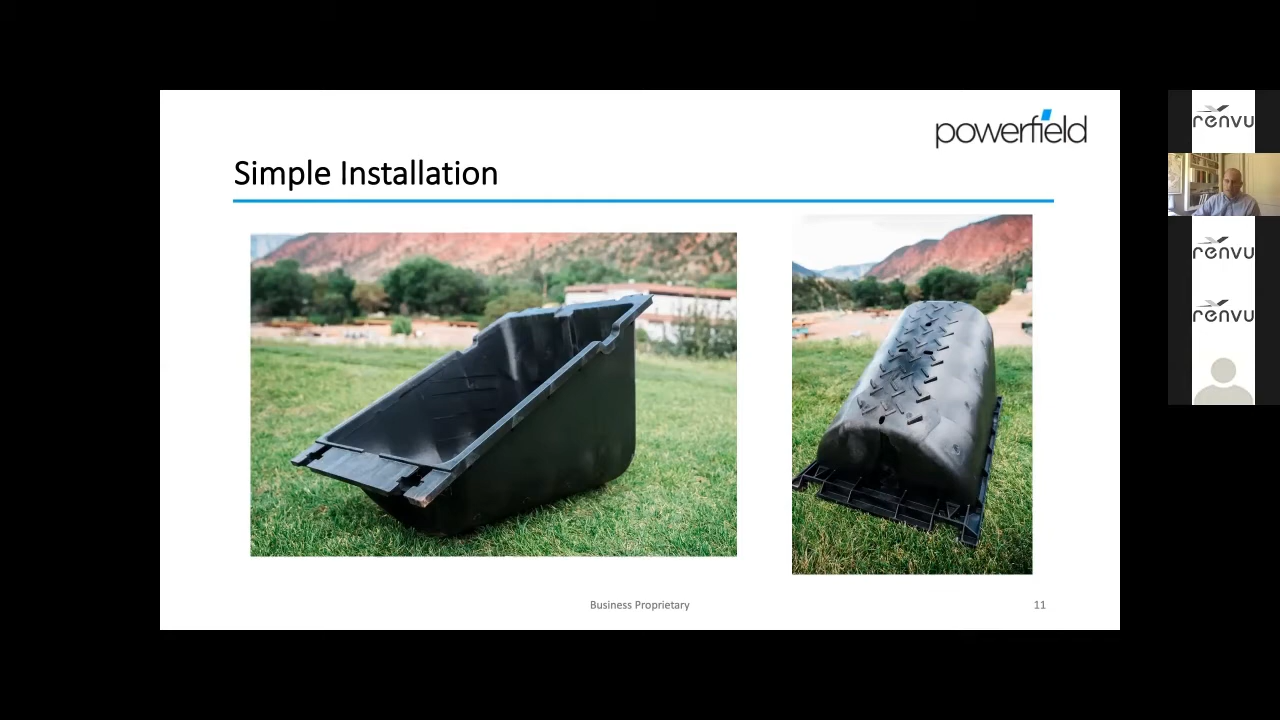 powerfield
Simple Installation
Business Proprietary
11
renvu
renvu
renvu